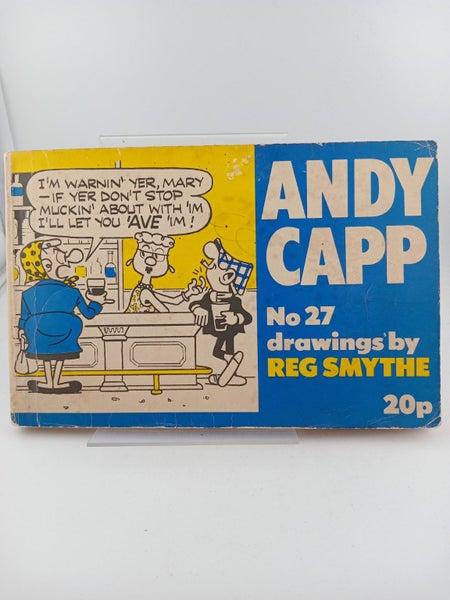 I'M WARNIN' YER, MARY
—IF YER DON'T STOP
MUCKIN' ABOUT WITH 'IM
I'LL LET YOU 'AVE 'IM!
ANDY
CAPP
No 27
drawings by
REG SMYTHE
20p